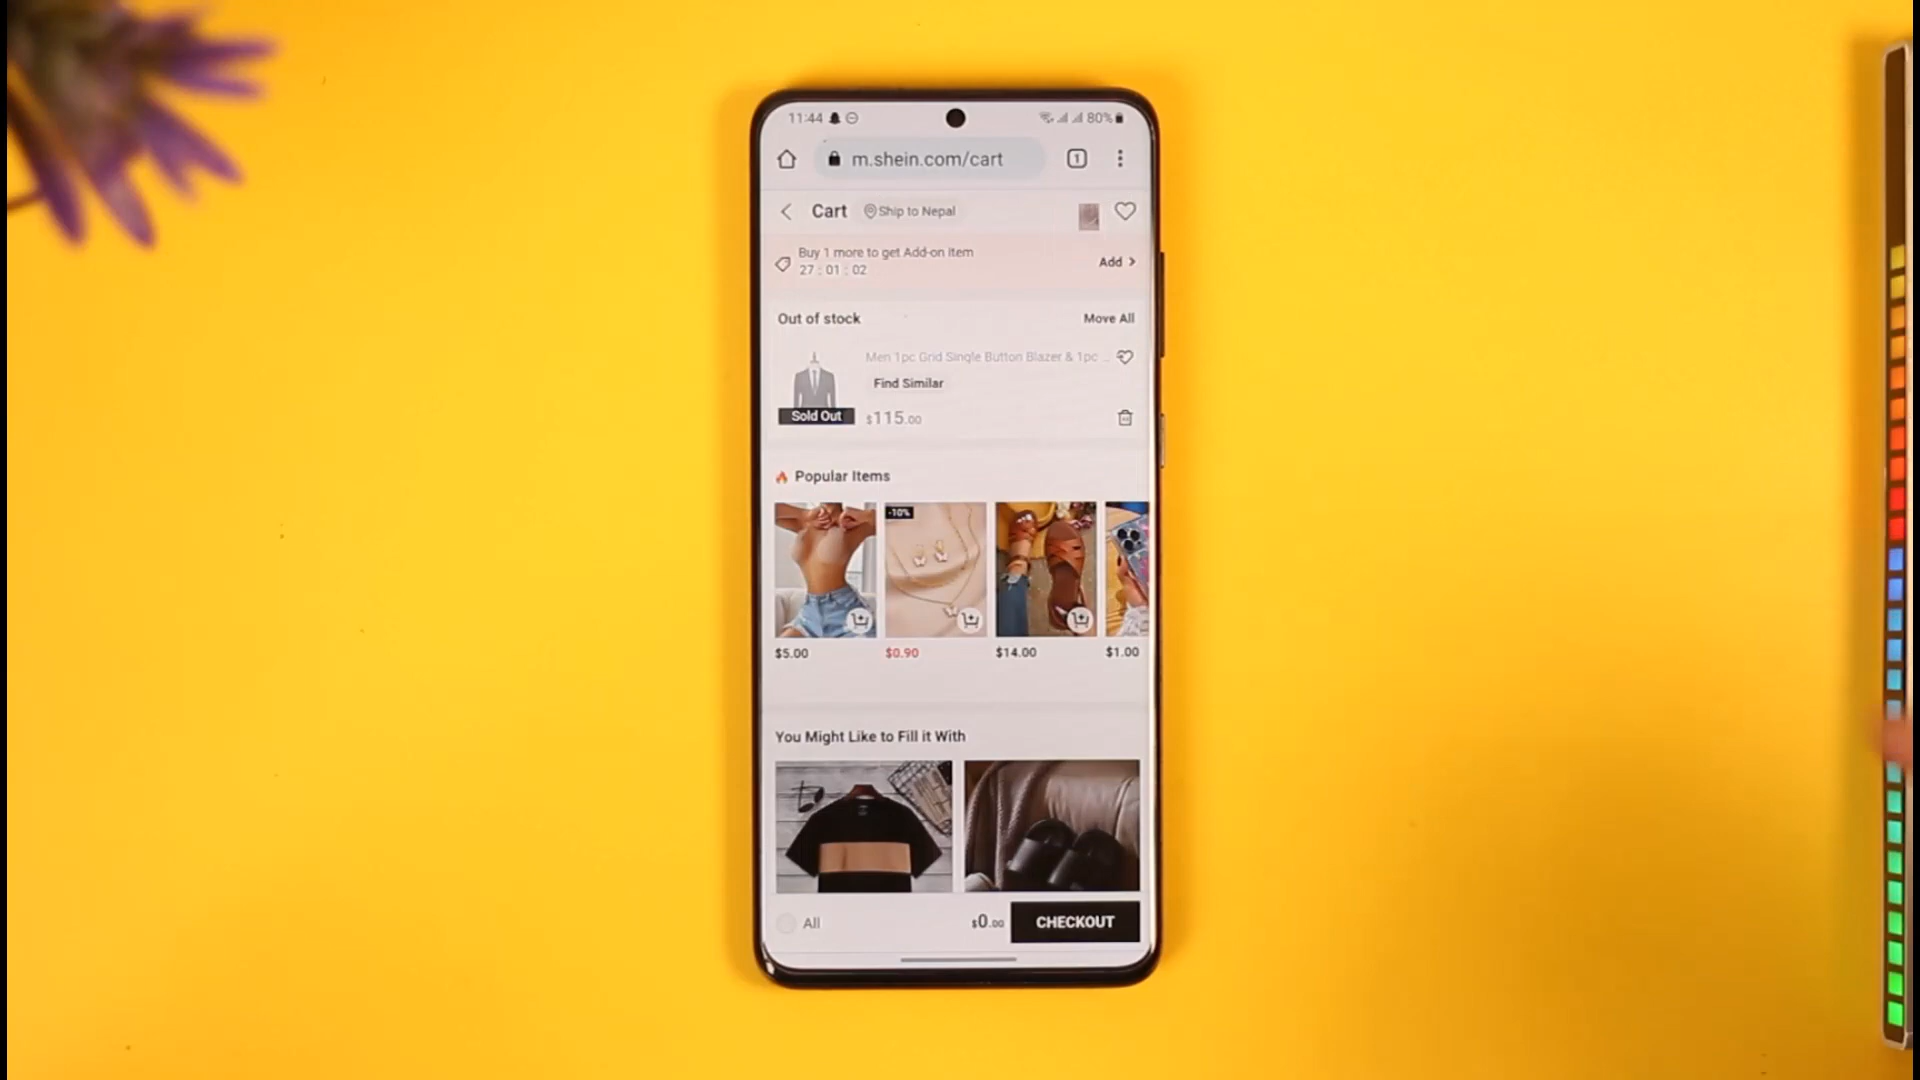 11:44
80%
m.shein.com/cart
1
Cart
Ship to Nepal
Buy 1 more to get Add-on item
27 : 01 : 02
Add >
Out of stock
Move All
Men 1pc Grid Single Button Blazer & 1pc ...
Find Similar
Sold Out
$115.00
Popular Items
-10%
$5.00
$0.90
$14.00
$1.00
You Might Like to Fill it With
All
$0.00
CHECKOUT